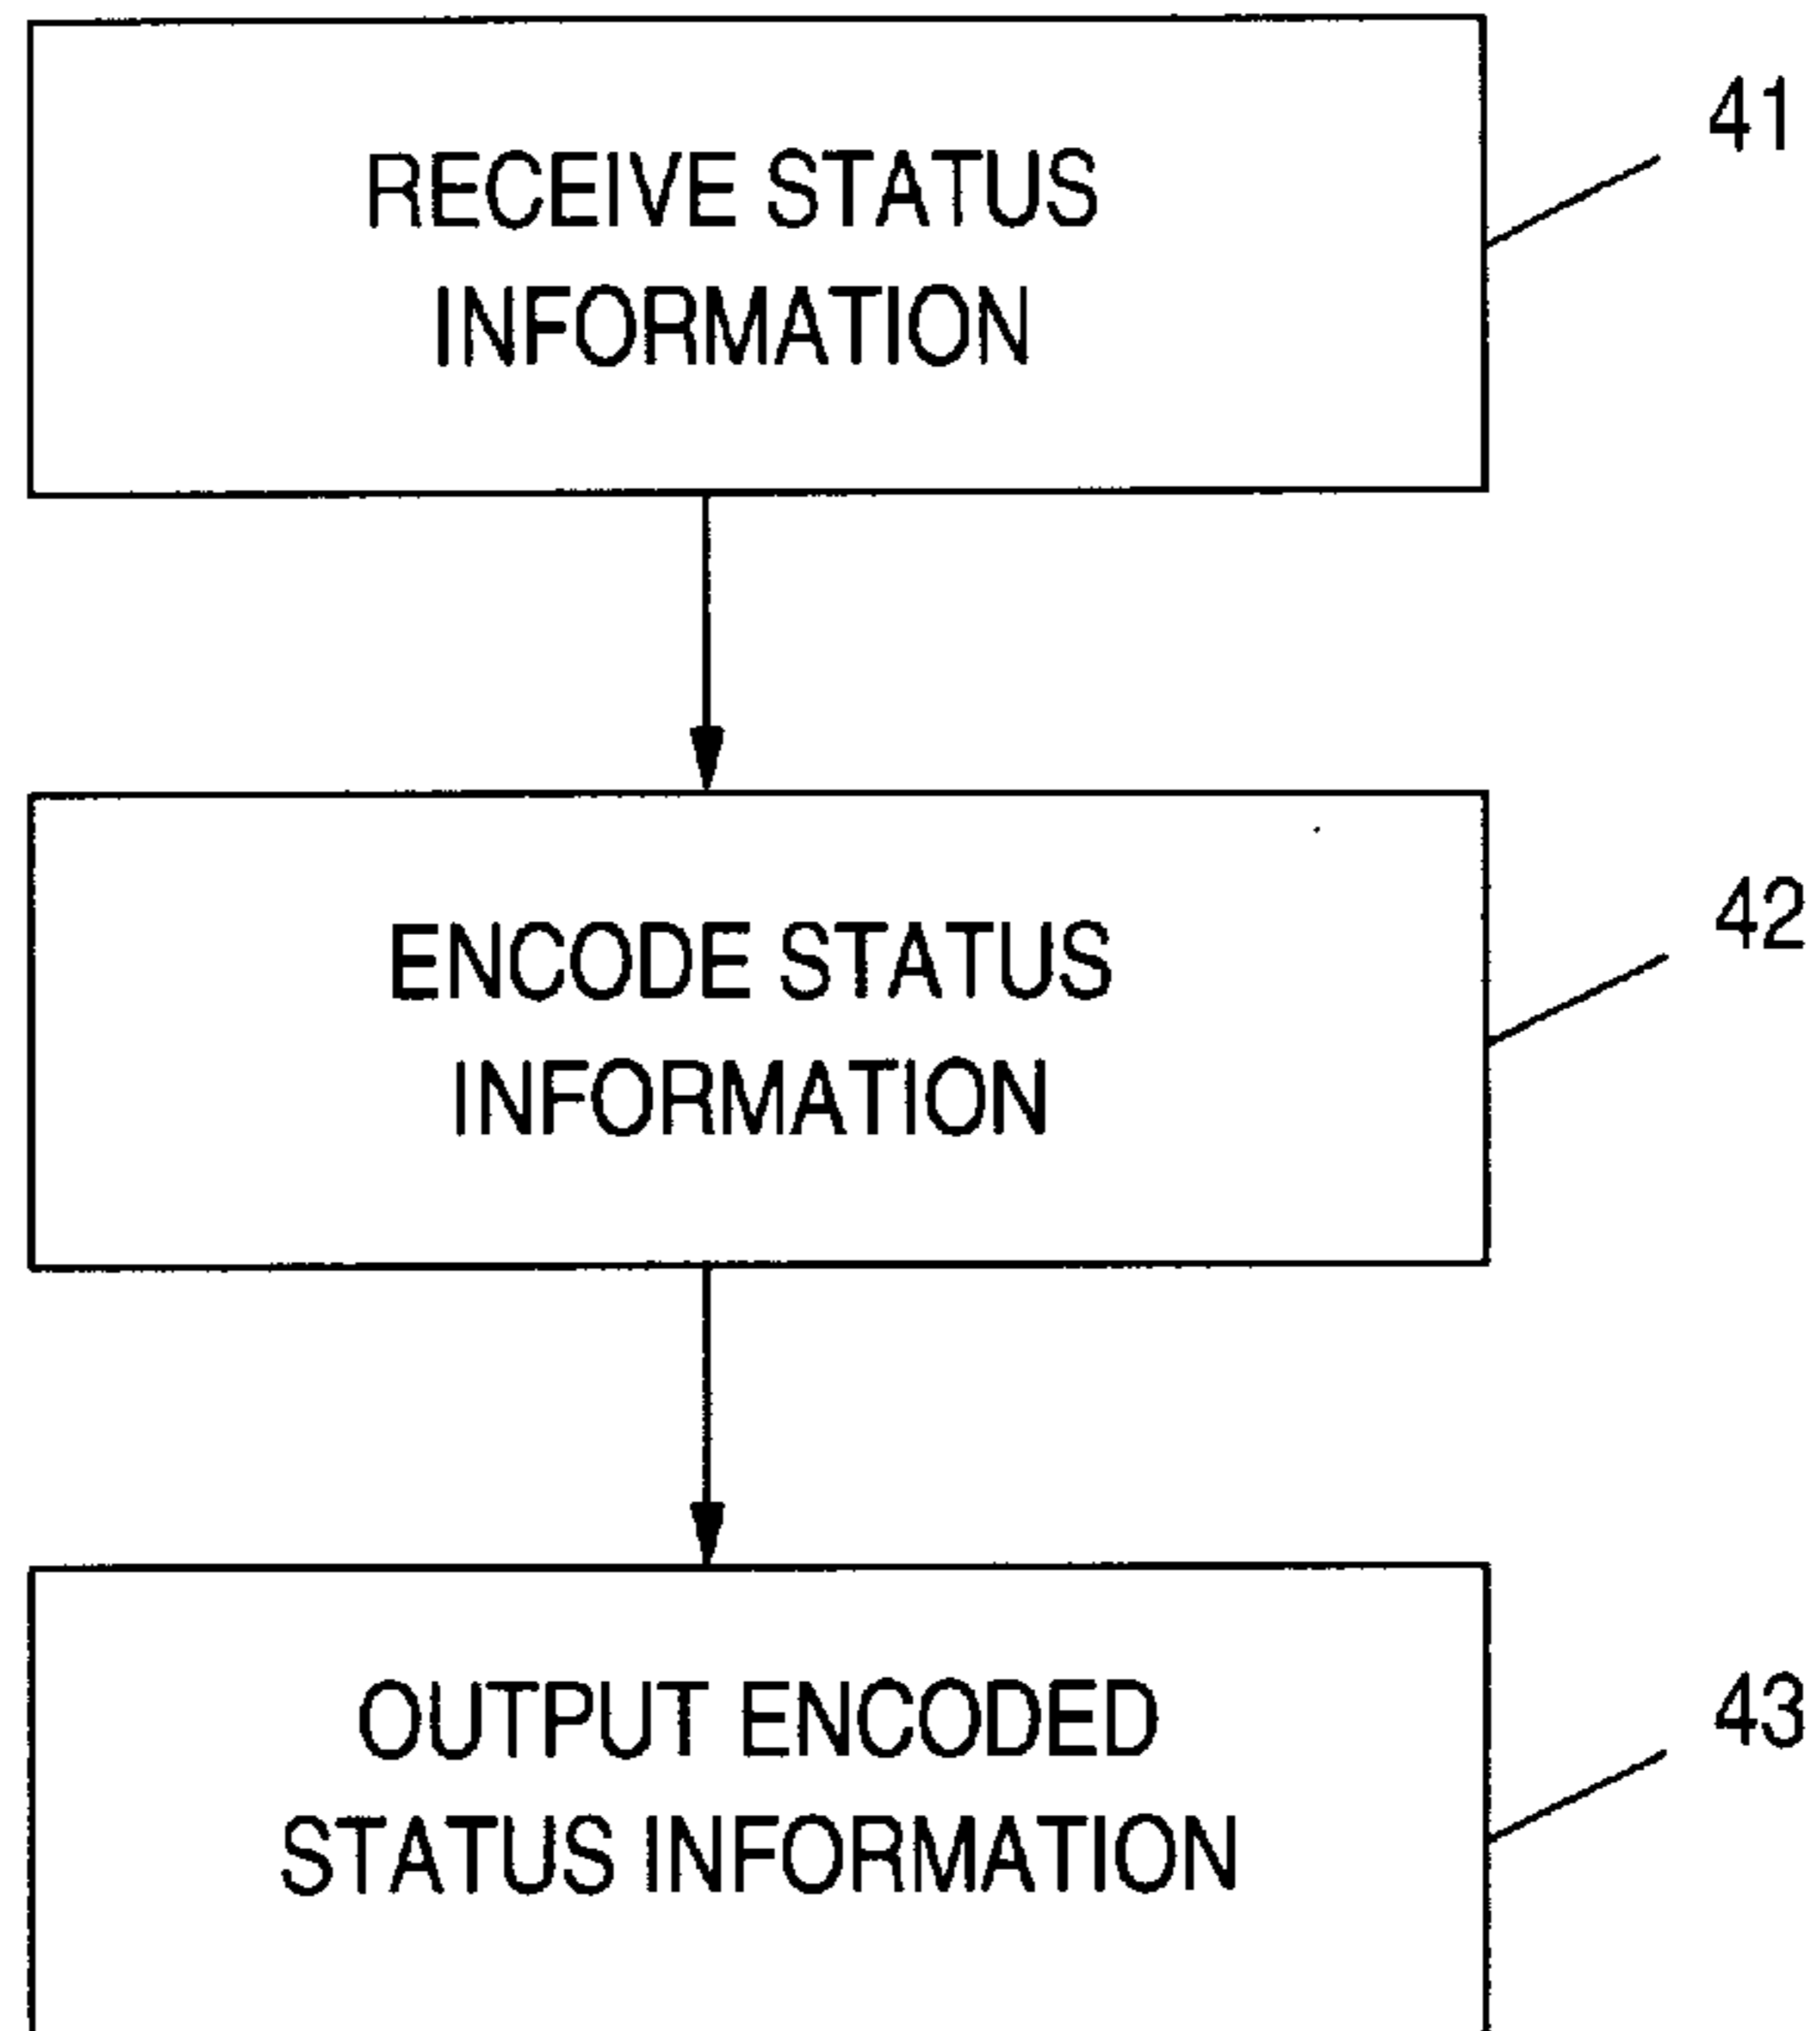 RECEIVE STATUS
INFORMATION
41
ENCODE STATUS
INFORMATION
42
OUTPUT ENCODED
STATUS INFORMATION
43